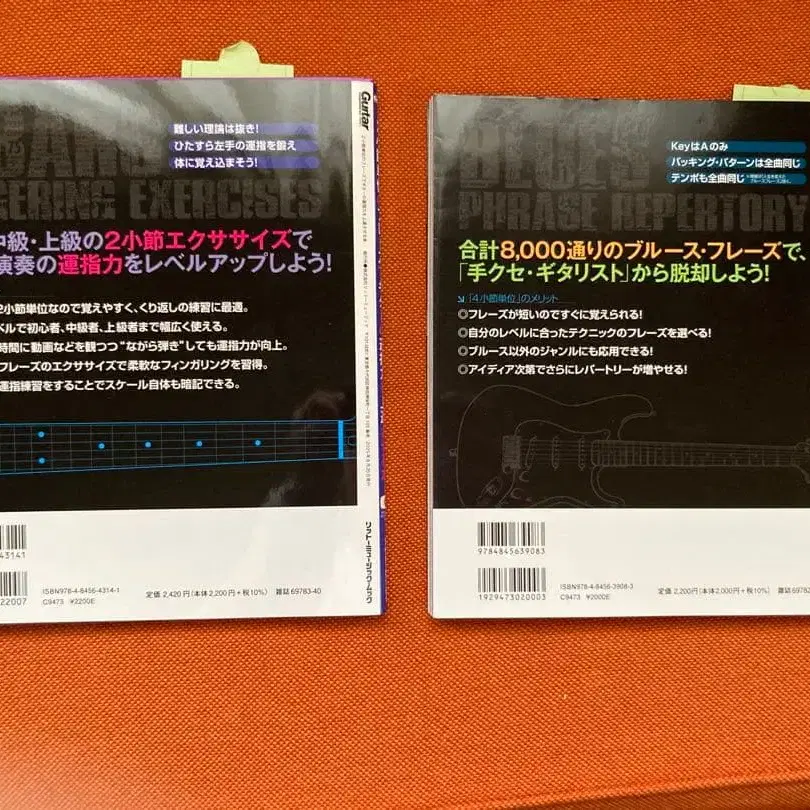 Guitar
難しい理論は抜き!
ひたすら左手の運指を鍛え
体に覚え込まそう!
GERING EXERCISES
中級・上級の2小節エクササイズで
演奏の運指力をレベルアップしよう!
2小節単位なので覚えやすく、くり返しの練習に最適。
ベルで初心者、中級者、上級者まで幅広く使える。
時間に動画などを観つつ“ながら弾き”しても運指力が向上。
フレーズのエクササイズで柔軟なフィンガリングを習得。
運指練習をすることでスケール自体も暗記できる。
43141
22007
ISBN978-4-8456-4314-1
C9473 ¥2200E
定価 2,420円(本体2,200円+税10%) 雑誌69783-40
リットーミュージック・ムック
KeyはAのみ
バッキング・パターンは全曲同じ
テンポも全曲同じ
BLUES
PHRASE REPERTORY
合計8,000通りのブルース・フレーズで、
「手クセ・ギタリスト」から脱却しよう!
「4小節単位」のメリット
◎フレーズが短いのですぐに覚えられる!
◎自分のレベルに合ったテクニックのフレーズを選べる!
◎ブルース以外のジャンルにも応用できる!
◎アイディア次第でさらにレパートリーが増やせる!
9784845639083
1929473020003
ISBN978-4-8456-3908-3
C9473 ¥2000E
定価 2,200円(本体2,000円+税10%) 雑誌69782